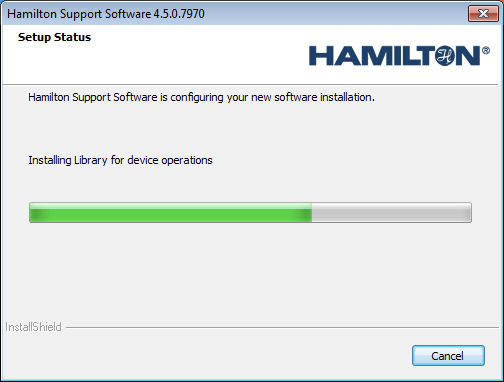 Hamilton Support Software 4.5.0.7970
Setup Status
HAMILTON®
Hamilton Support Software is configuring your new software installation.
Installing Library for device operations
InstallShield
Cancel